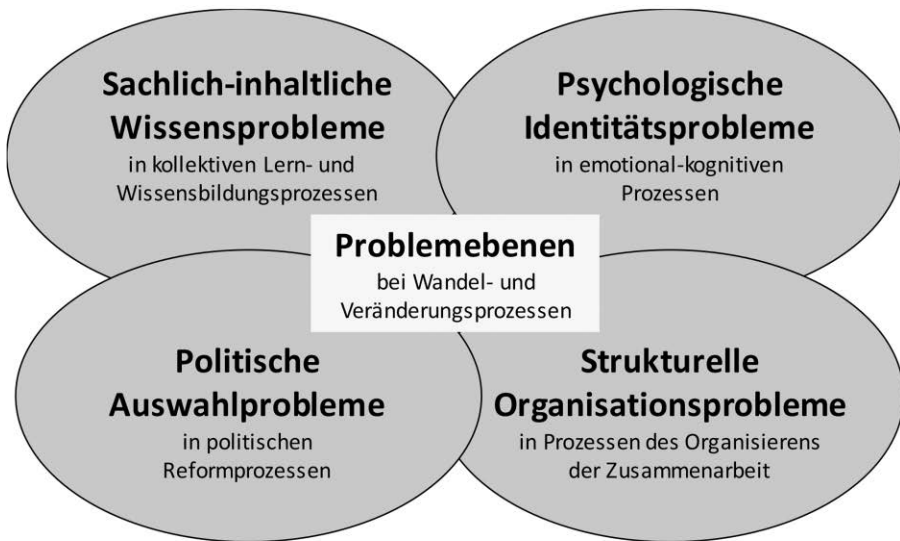 Sachlich-inhaltliche
Wissensprobleme
in kollektiven Lern- und
Wissensbildungsprozessen
Psychologische
Identitätsprobleme
in emotional-kognitiven
Prozessen
Problemebenen
bei Wandel- und
Veränderungsprozessen
Politische
Auswahlprobleme
in politischen
Reformprozessen
Strukturelle
Organisationsprobleme
in Prozessen des Organisierens
der Zusammenarbeit